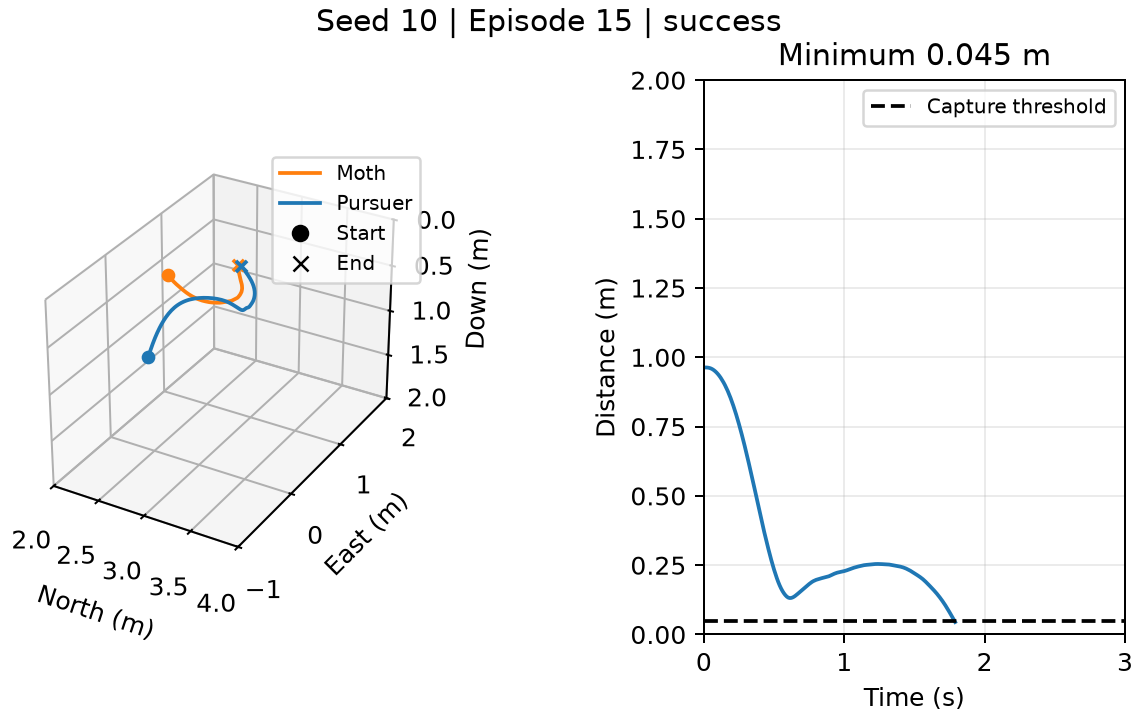 Seed 10 | Episode 15 | success
Moth
Pursuer
Start
End
0.0
0.5
1.0
1.5
2.0
Down (m)
2
1
0
−1
East (m)
2.0
2.5
3.0
3.5
4.0
North (m)
Minimum 0.045 m
Capture threshold
2.00
1.75
1.50
1.25
1.00
0.75
0.50
0.25
0.00
Distance (m)
0 1 2 3
Time (s)